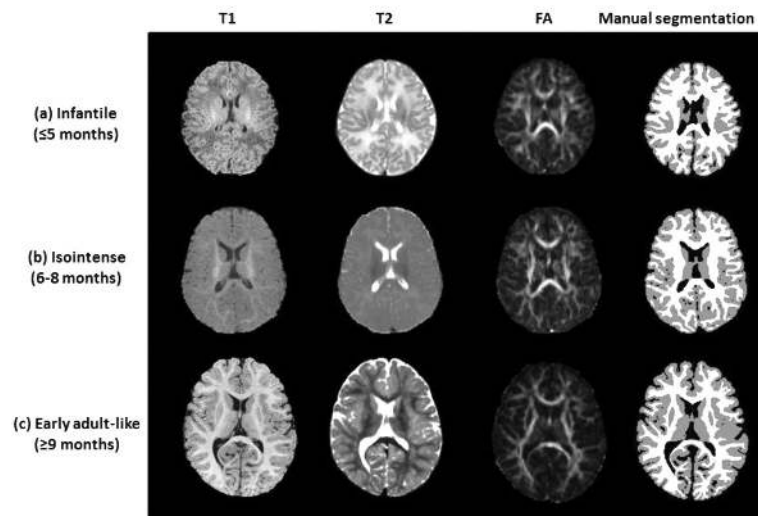 T1 T2 FA Manual segmentation
(a) Infantile
(≤5 months)
(b) Isointense
(6-8 months)
(c) Early adult-like
(≥9 months)